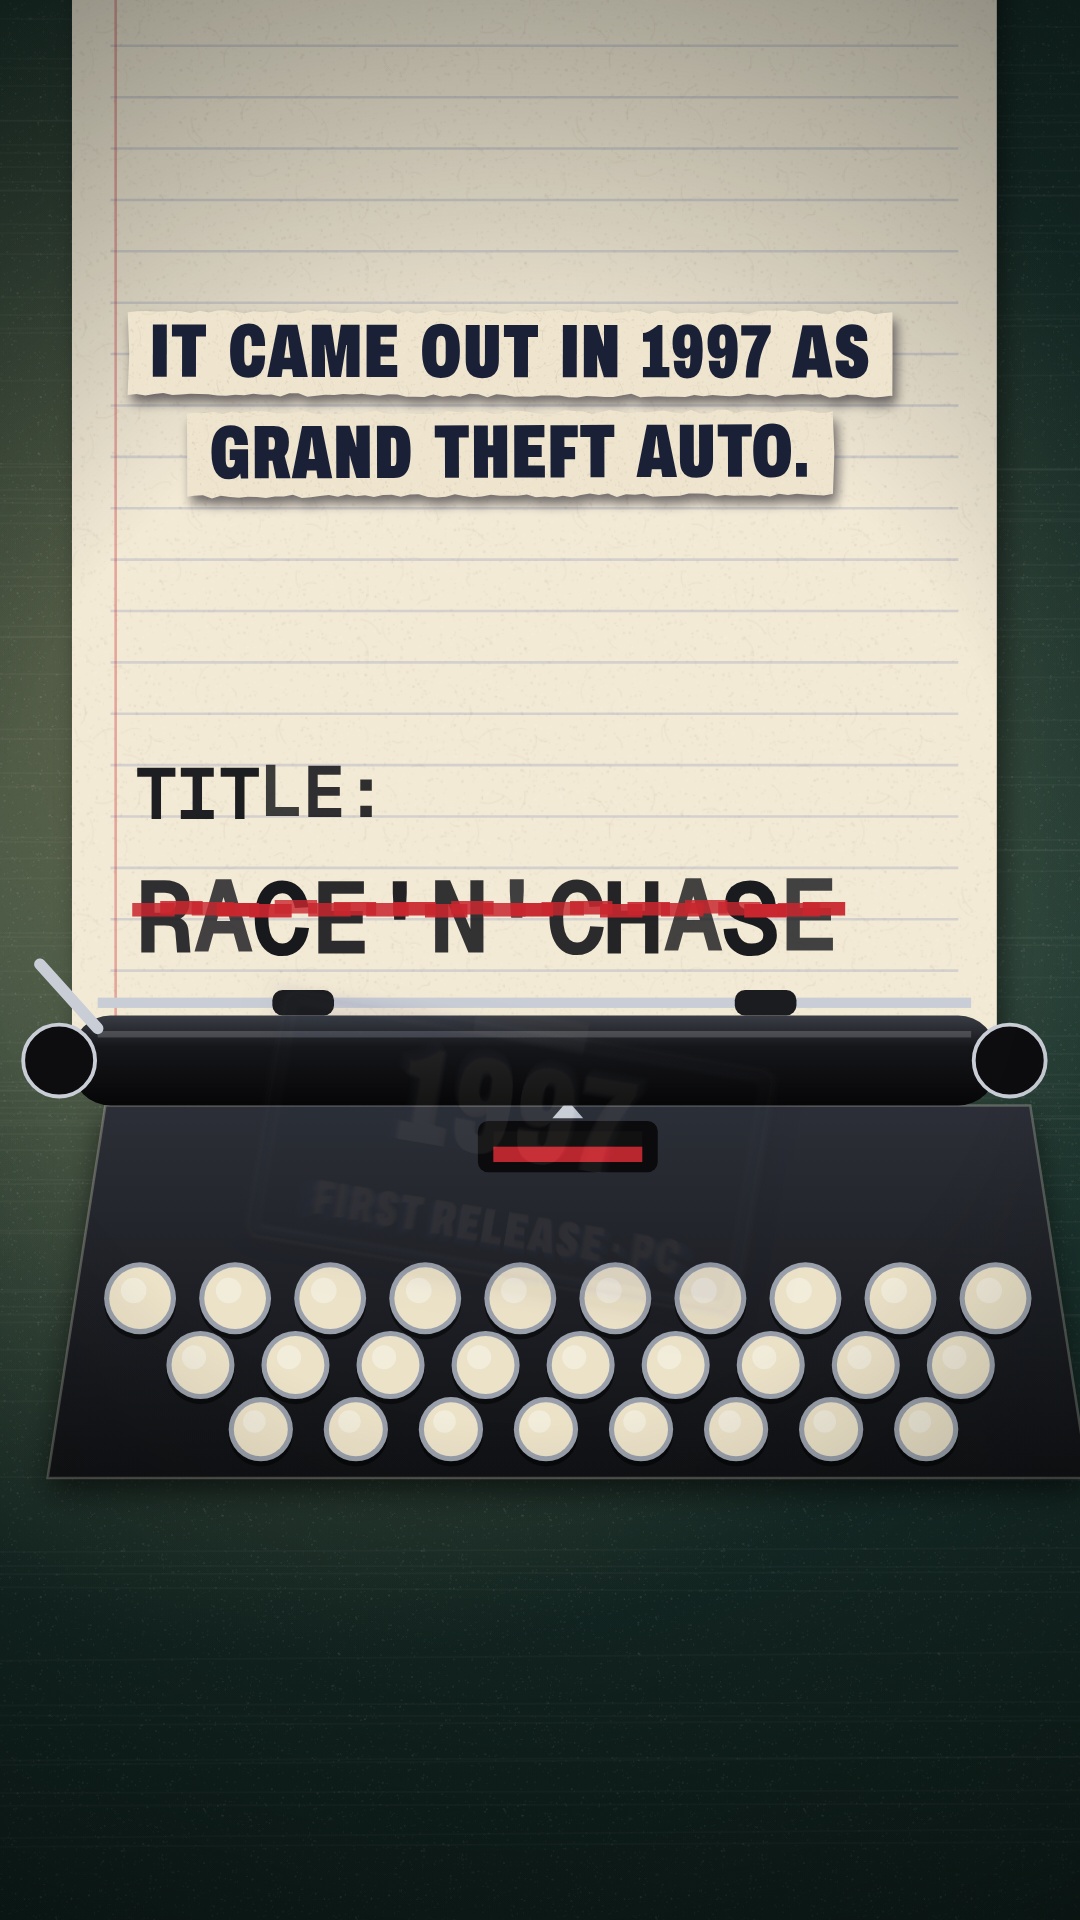 IT CAME OUT IN 1997 AS
GRAND THEFT AUTO.
TITLE:
RACE'N'CHASE
1997
FIRST RELEASE · PC